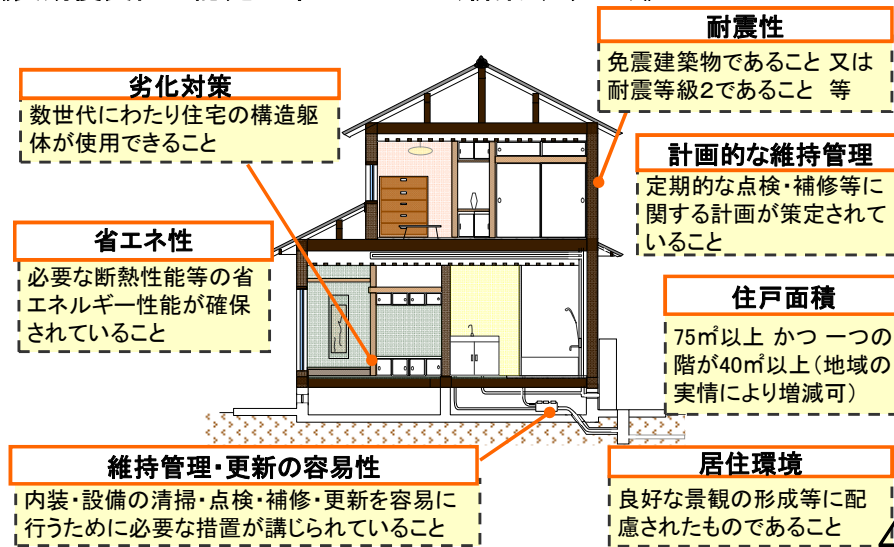 耐震性
免震建築物であること 又は
耐震等級2であること 等
劣化対策
数世代にわたり住宅の構造躯
体が使用できること
計画的な維持管理
定期的な点検・補修等に
関する計画が策定されて
いること
省エネ性
必要な断熱性能等の省
エネルギー性能が確保
されていること
住戸面積
75㎡以上 かつ 一つの
階が40㎡以上(地域の
実情により増減可)
維持管理・更新の容易性
内装・設備の清掃・点検・補修・更新を容易に
行うために必要な措置が講じられていること
居住環境
良好な景観の形成等に配
慮されたものであること